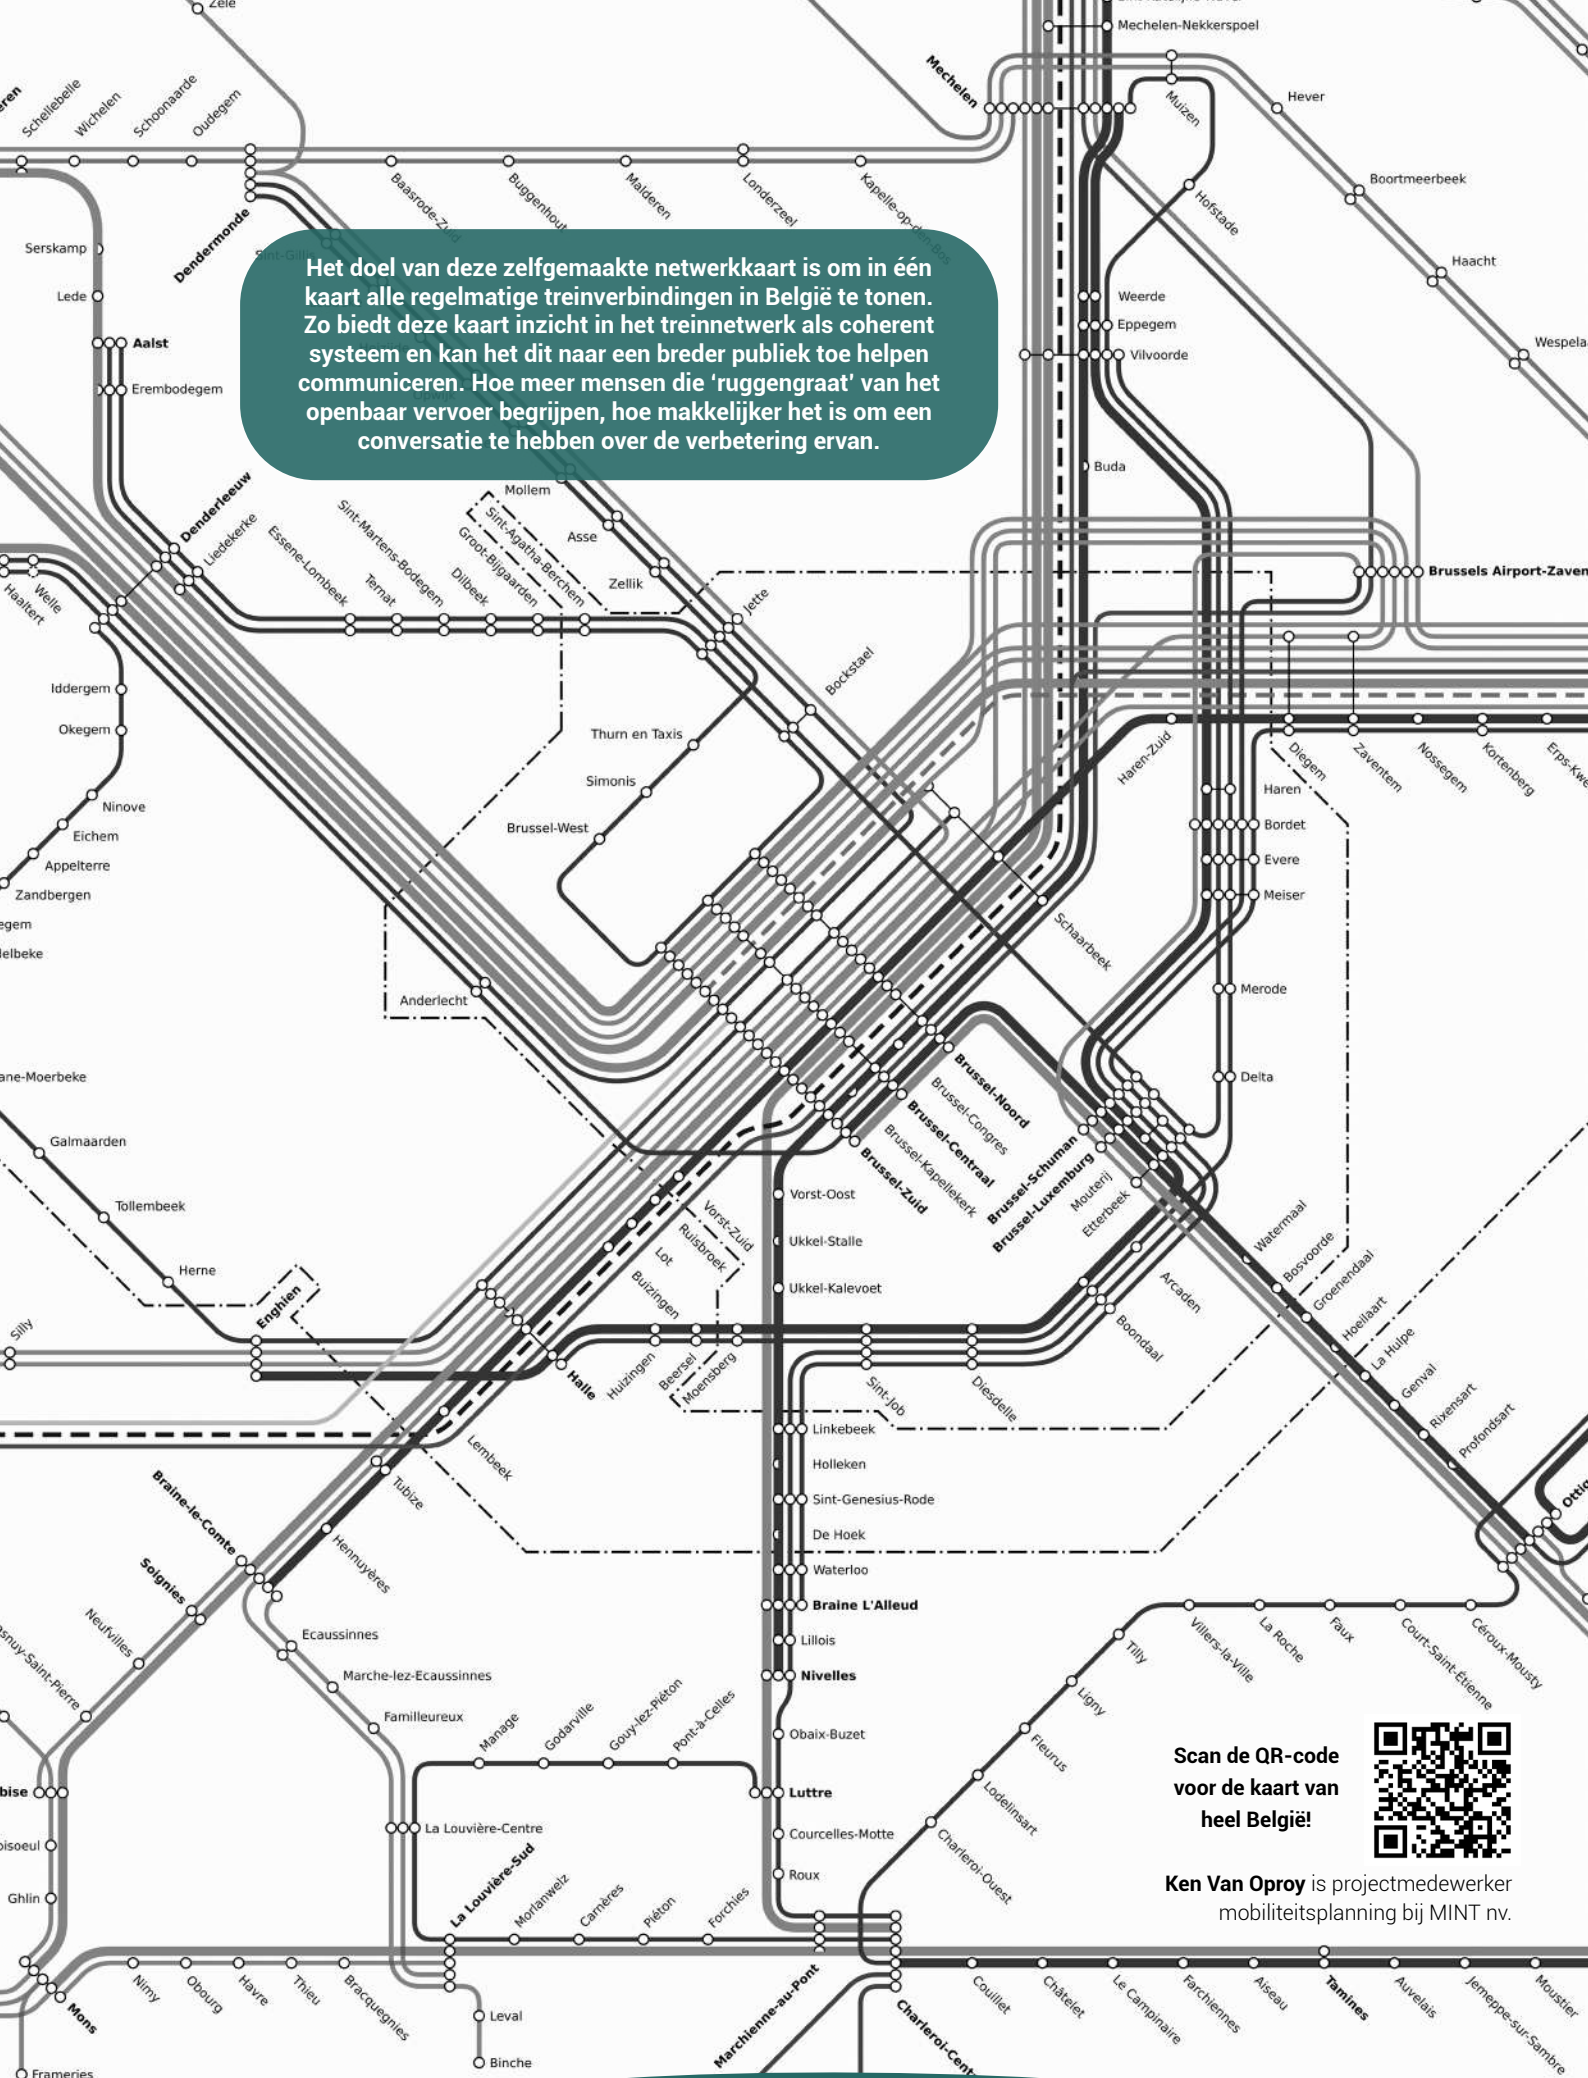 Zele
Mechelen-Nekkerspoel
Mechelen
Muizen
Hever
Schellebelle
Wichelen
Schoonaarde
Oudegem
Boortmeerbeek
Baasrode-Zuid
Buggenhout
Malderen
Londerzeel
Kapelle-op-den-Bos
Hofstade
Dendermonde
Serskamp
Sint-Gillis
Haacht
Lede
Weerde
Eppegem
Aalst
Vilvoorde
Erembodegem
Het doel van deze zelfgemaakte netwerkkaart is om in één
kaart alle regelmatige treinverbindingen in België te tonen.
Zo biedt deze kaart inzicht in het treinnetwerk als coherent
systeem en kan het dit naar een breder publiek toe helpen
communiceren. Hoe meer mensen die ‘ruggengraat’ van het
openbaar vervoer begrijpen, hoe makkelijker het is om een
conversatie te hebben over de verbetering ervan.
Opwijk
Buda
Denderleeuw
Liedekerke
Mollem
Asse
Zellik
Essene-Lombeek
Ternat
Sint-Martens-Bodegem
Dilbeek
Groot-Bijgaarden
Sint-Agatha-Berchem
Jette
Brussels Airport-Zaven
Haaltert
Welle
Bockstael
Iddergem
Okegem
Thurn en Taxis
Simonis
Brussel-West
Haren-Zuid
Diegem
Zaventem
Nossegem
Kortenberg
Ninove
Eichem
Appelterre
Zandbergen
Haren
Bordet
Evere
Meiser
Schaarbeek
Merode
Anderlecht
Delta
Brussel-Noord
Brussel-Congres
Brussel-Centraal
Brussel-Kapellekerk
Brussel-Zuid
Brussel-Schuman
Brussel-Luxemburg
Mouterij
Etterbeek
Galmaarden
Tollembeek
Herne
Enghien
Silly
Vorst-Oost
Ukkel-Stalle
Ukkel-Kalevoet
Vorst-Zuid
Ruisbroek
Lot
Buizingen
Halle
Huizingen
Beersel
Moensberg
Sint-Job
Diesdelle
Boondaal
Arcaden
Watermaal
Bosvoorde
Groenendaal
Hoeilaart
La Hulpe
Genval
Rixensart
Profondsart
Linkebeek
Holleken
Sint-Genesius-Rode
De Hoek
Waterloo
Braine L'Alleud
Lillois
Nivelles
Obaix-Buzet
Luttre
Courcelles-Motte
Roux
Lembeek
Tubize
Hennuyères
Braine-le-Comte
Soignies
Neufvilles
Ecaussinnes
Marche-lez-Ecaussinnes
Familleureux
Manage
Godarville
Gouy-lez-Piéton
Pont-à-Celles
La Louvière-Centre
La Louvière-Sud
Morlanwelz
Carnères
Piéton
Forchies
Villers-la-Ville
La Roche
Faux
Court-Saint-Étienne
Céroux-Mousty
Tilly
Ligny
Fleurus
Lodelinsart
Charleroi-Ouest
Scan de QR-code
voor de kaart van
heel België!
Ken Van Oproy is projectmedewerker
mobiliteitsplanning bij MINT nv.
Ghlin
Mons
Nimy
Obourg
Havre
Thieu
Bracquegnies
Leval
Binche
Frameries
Marchienne-au-Pont
Couillet
Châtelet
Le Campinaire
Farchiennes
Aiseau
Tamines
Auvelais
Jemeppe-sur-Sambre
Moustier